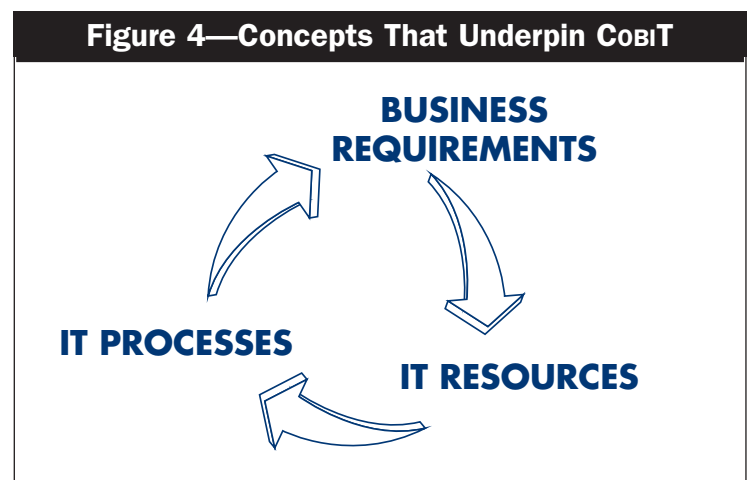 Figure 4—Concepts That Underpin COBIT
BUSINESS
REQUIREMENTS
IT PROCESSES
IT RESOURCES